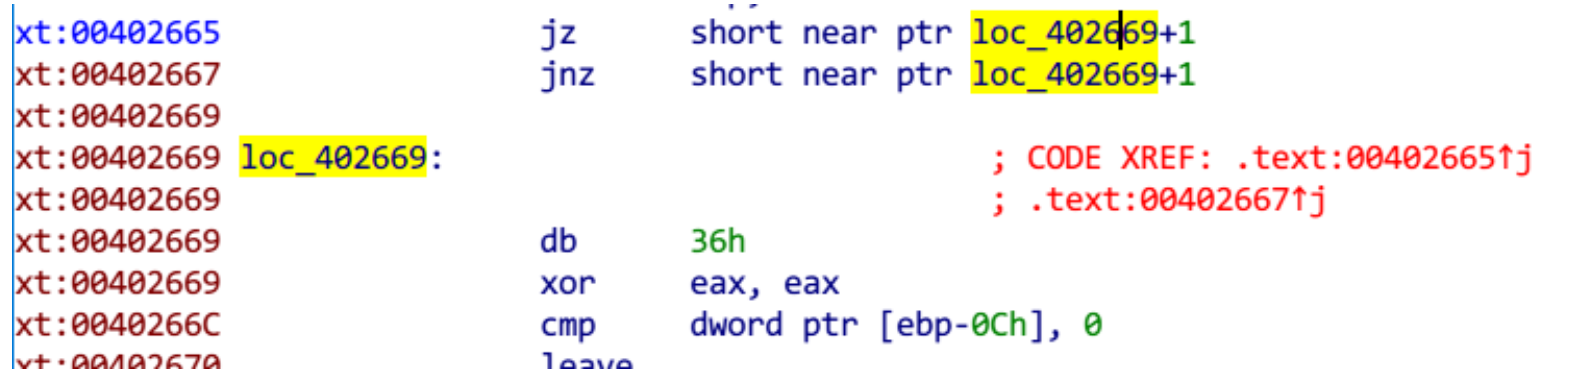 xt:00402665 jz short near ptr loc_402669+1
xt:00402667 jnz short near ptr loc_402669+1
xt:00402669
xt:00402669 loc_402669: ; CODE XREF: .text:00402665↑j
xt:00402669 ; .text:00402667↑j
xt:00402669 db 36h
xt:00402669 xor eax, eax
xt:0040266C cmp dword ptr [ebp-0Ch], 0
xt:00402670 leave